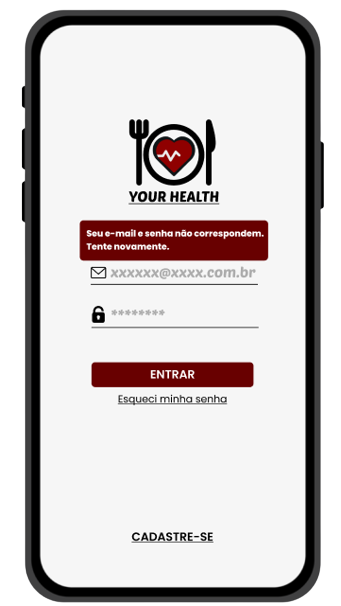 YOUR HEALTH
Seu e-mail e senha não correspondem.
Tente novamente.
xxxxxx@xxxx.com.br
********
ENTRAR
Esqueci minha senha
CADASTRE-SE